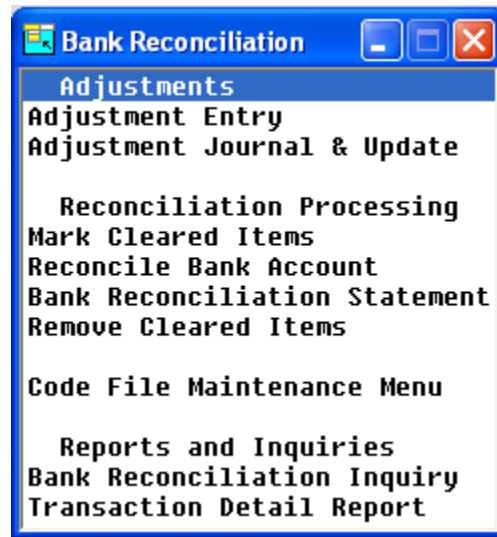 Bank Reconciliation
Adjustments
Adjustment Entry
Adjustment Journal & Update
Reconciliation Processing
Mark Cleared Items
Reconcile Bank Account
Bank Reconciliation Statement
Remove Cleared Items
Code File Maintenance Menu
Reports and Inquiries
Bank Reconciliation Inquiry
Transaction Detail Report